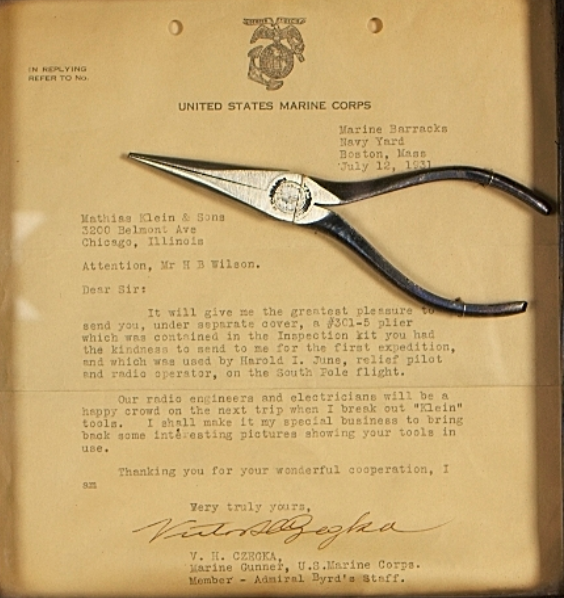 IN REPLYING
REFER TO No.
UNITED STATES MARINE CORPS
Marine Barracks
Navy Yard
Boston, Mass
July 12, 1931
Mathias Klein & Sons
3200 Belmont Ave
Chicago, Illinois
Attention, Mr H B Wilson.
Dear Sir:
It will give me the greatest pleasure to
send you, under separate cover, a #301-5 plier
which was contained in the Inspection kit you had
the kindness to send to me for the first expedition,
and which was used by Harold I. June, relief pilot
and radio operator, on the South Pole flight.
Our radio engineers and electricians will be a
happy crowd on the next trip when I break out "Klein"
tools. I shall make it my special business to bring
back some interesting pictures showing your tools in
use.
Thanking you for your wonderful cooperation, I
am
Very truly yours,
Victor H Czegka
V. H. CZEGKA,
Marine Gunner, U.S.Marine Corps.
Member - Admiral Byrd's Staff.